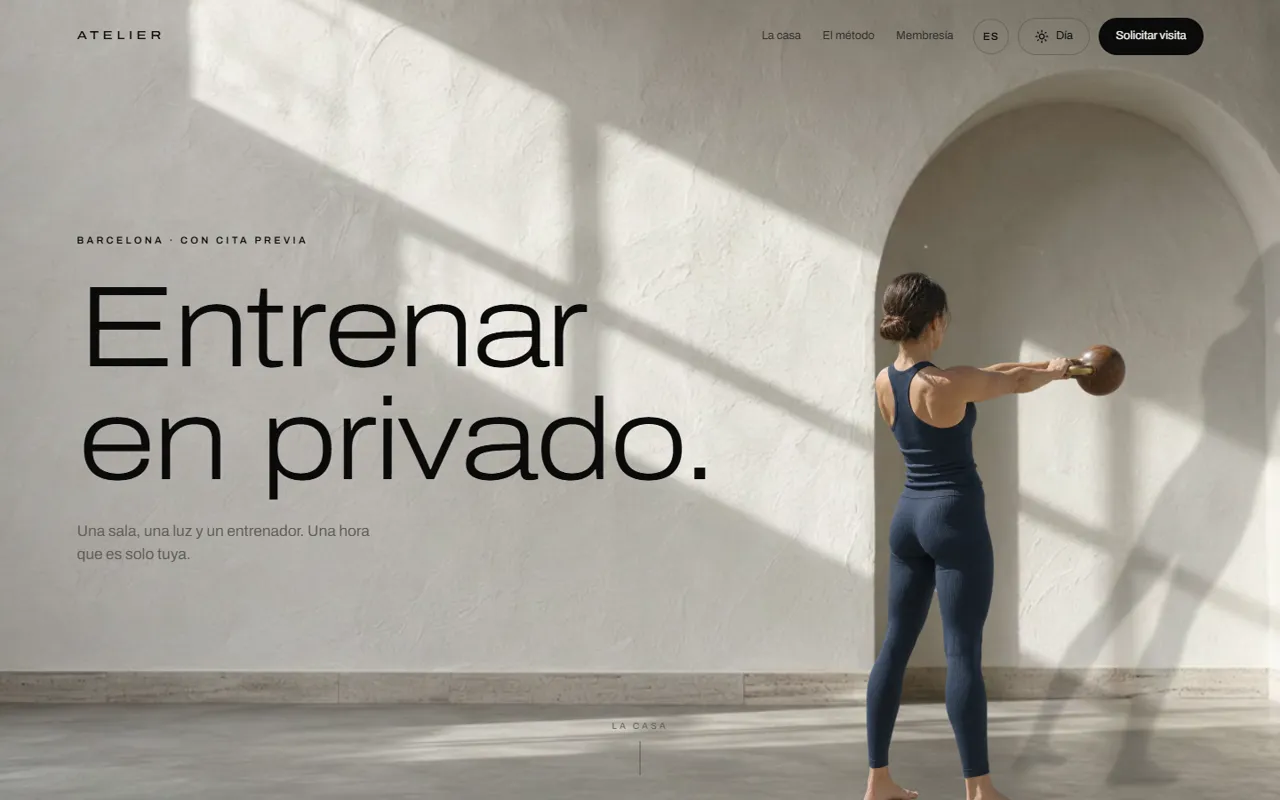 ATELIER
La casa
El método
Membresía
ES
Día
Solicitar visita
BARCELONA · CON CITA PREVIA
Entrenar
en privado.
Una sala, una luz y un entrenador. Una hora
que es solo tuya.
LA CASA